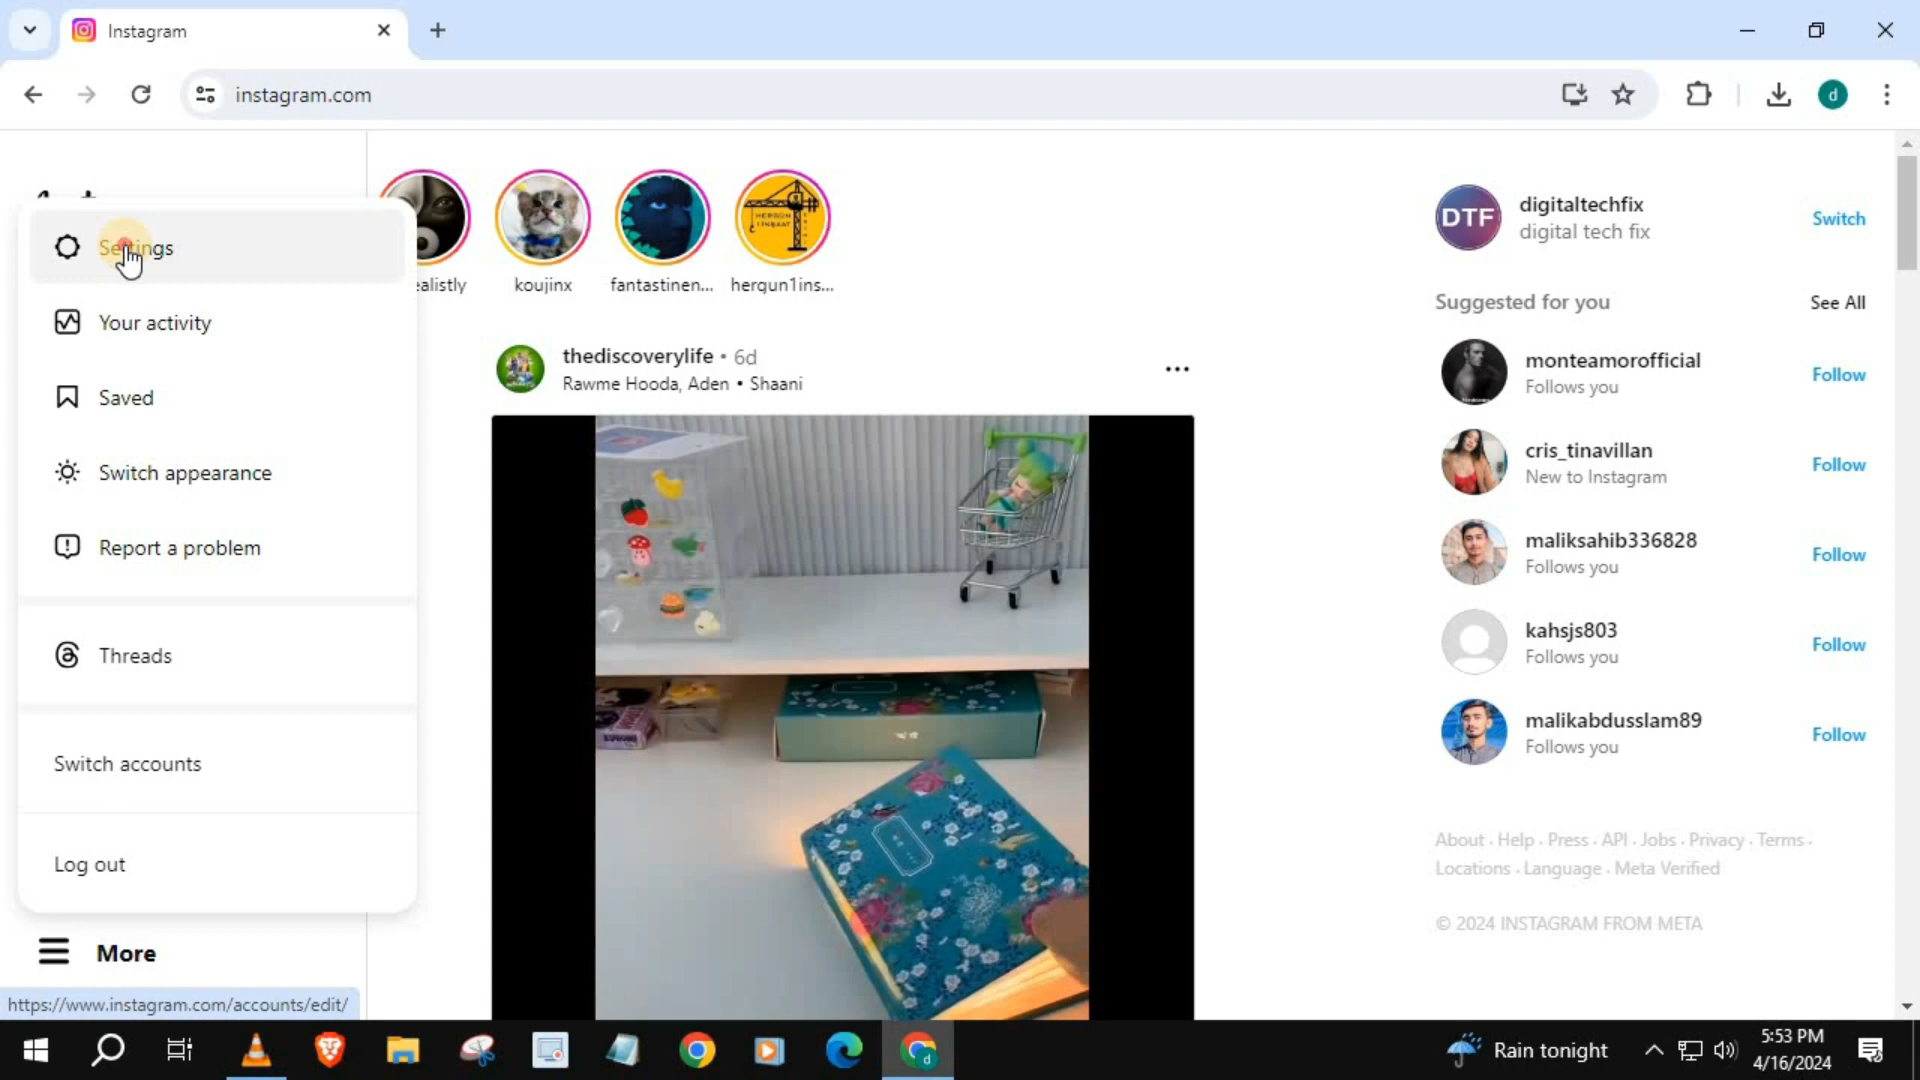 Instagram
instagram.com
d
Settings
Your activity
Saved
Switch appearance
Report a problem
Threads
Switch accounts
Log out
More
https://www.instagram.com/accounts/edit/
ealistly
koujinx
fantastinen...
HERGUN
1INSAAT
hergun1ins...
thediscoverylife • 6d
Rawme Hooda, Aden • Shaani
DTF
digitaltechfix
digital tech fix
Switch
Suggested for you
See All
monteamorofficial
Follows you
Follow
cris_tinavillan
New to Instagram
Follow
maliksahib336828
Follows you
Follow
kahsjs803
Follows you
Follow
malikabdusslam89
Follows you
Follow
About · Help · Press · API · Jobs · Privacy · Terms ·
Locations · Language · Meta Verified
© 2024 INSTAGRAM FROM META
d
Rain tonight
5:53 PM
4/16/2024